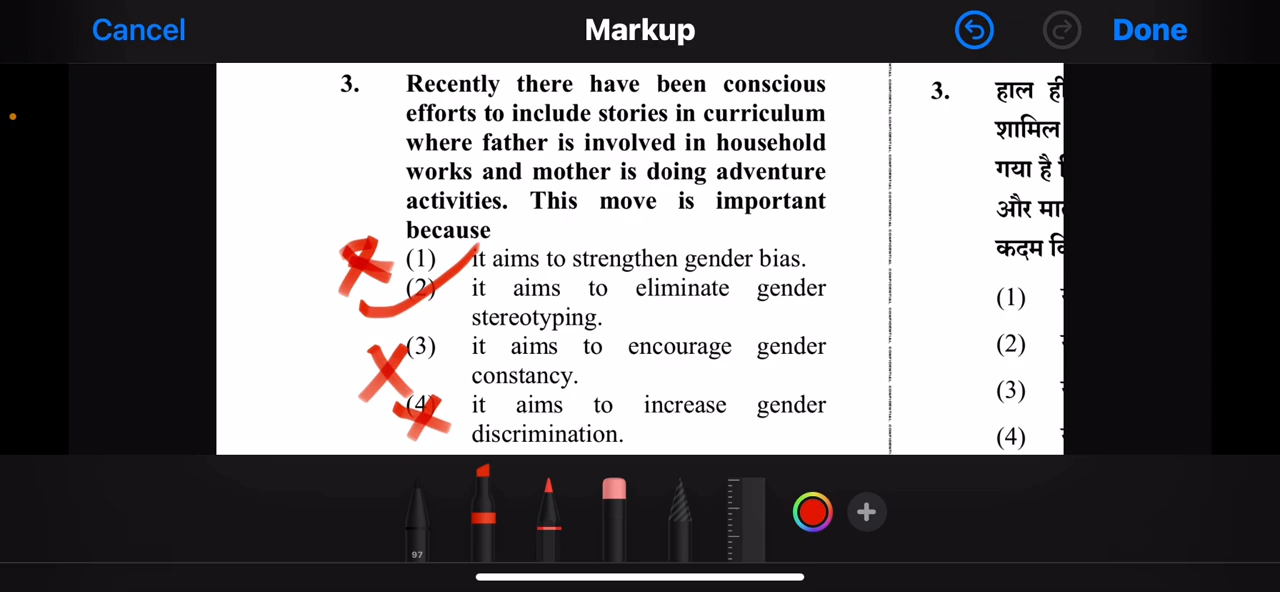 Cancel
Markup
Done
3. Recently there have been conscious
efforts to include stories in curriculum
where father is involved in household
works and mother is doing adventure
activities. This move is important
because
(1) it aims to strengthen gender bias.
(2) it aims to eliminate gender
stereotyping.
(3) it aims to encourage gender
constancy.
(4) it aims to increase gender
discrimination.
3. हाल ही
शामिल
गया है
और
कदम
(1)
(2)
(3)
(4)
97